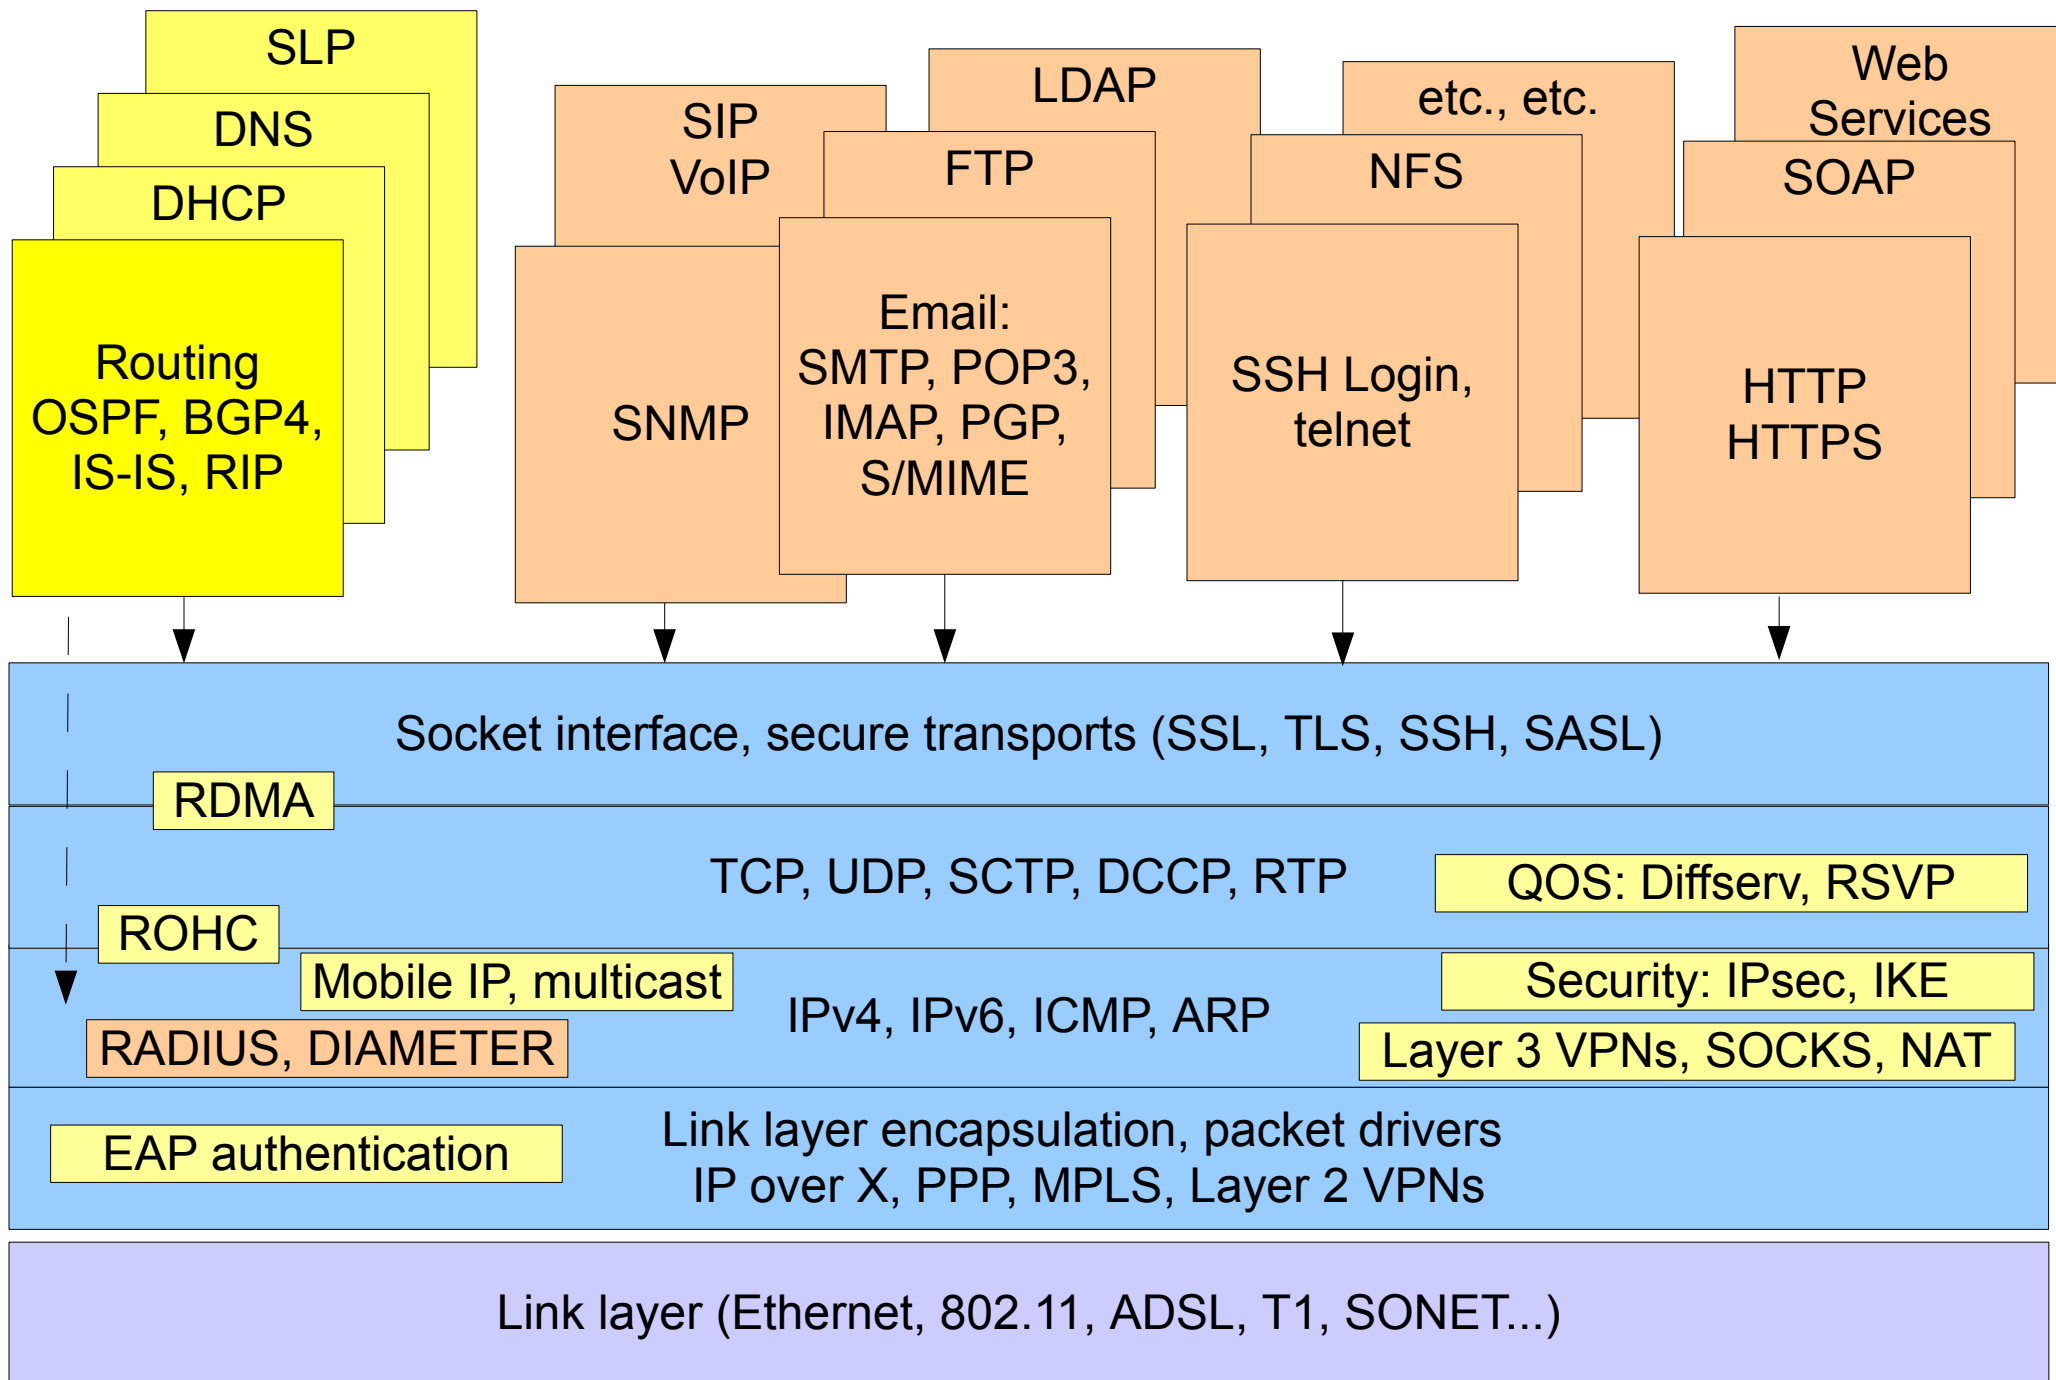 SLP
DNS
DHCP
Routing
OSPF, BGP4,
IS-IS, RIP
SIP
VoIP
SNMP
LDAP
FTP
Email:
SMTP, POP3,
IMAP, PGP,
S/MIME
etc., etc.
NFS
SSH Login,
telnet
Web
Services
SOAP
HTTP
HTTPS
Socket interface, secure transports (SSL, TLS, SSH, SASL)
RDMA
TCP, UDP, SCTP, DCCP, RTP
QOS: Diffserv, RSVP
ROHC
Mobile IP, multicast
IPv4, IPv6, ICMP, ARP
Security: IPsec, IKE
RADIUS, DIAMETER
Layer 3 VPNs, SOCKS, NAT
EAP authentication
Link layer encapsulation, packet drivers
IP over X, PPP, MPLS, Layer 2 VPNs
Link layer (Ethernet, 802.11, ADSL, T1, SONET...)